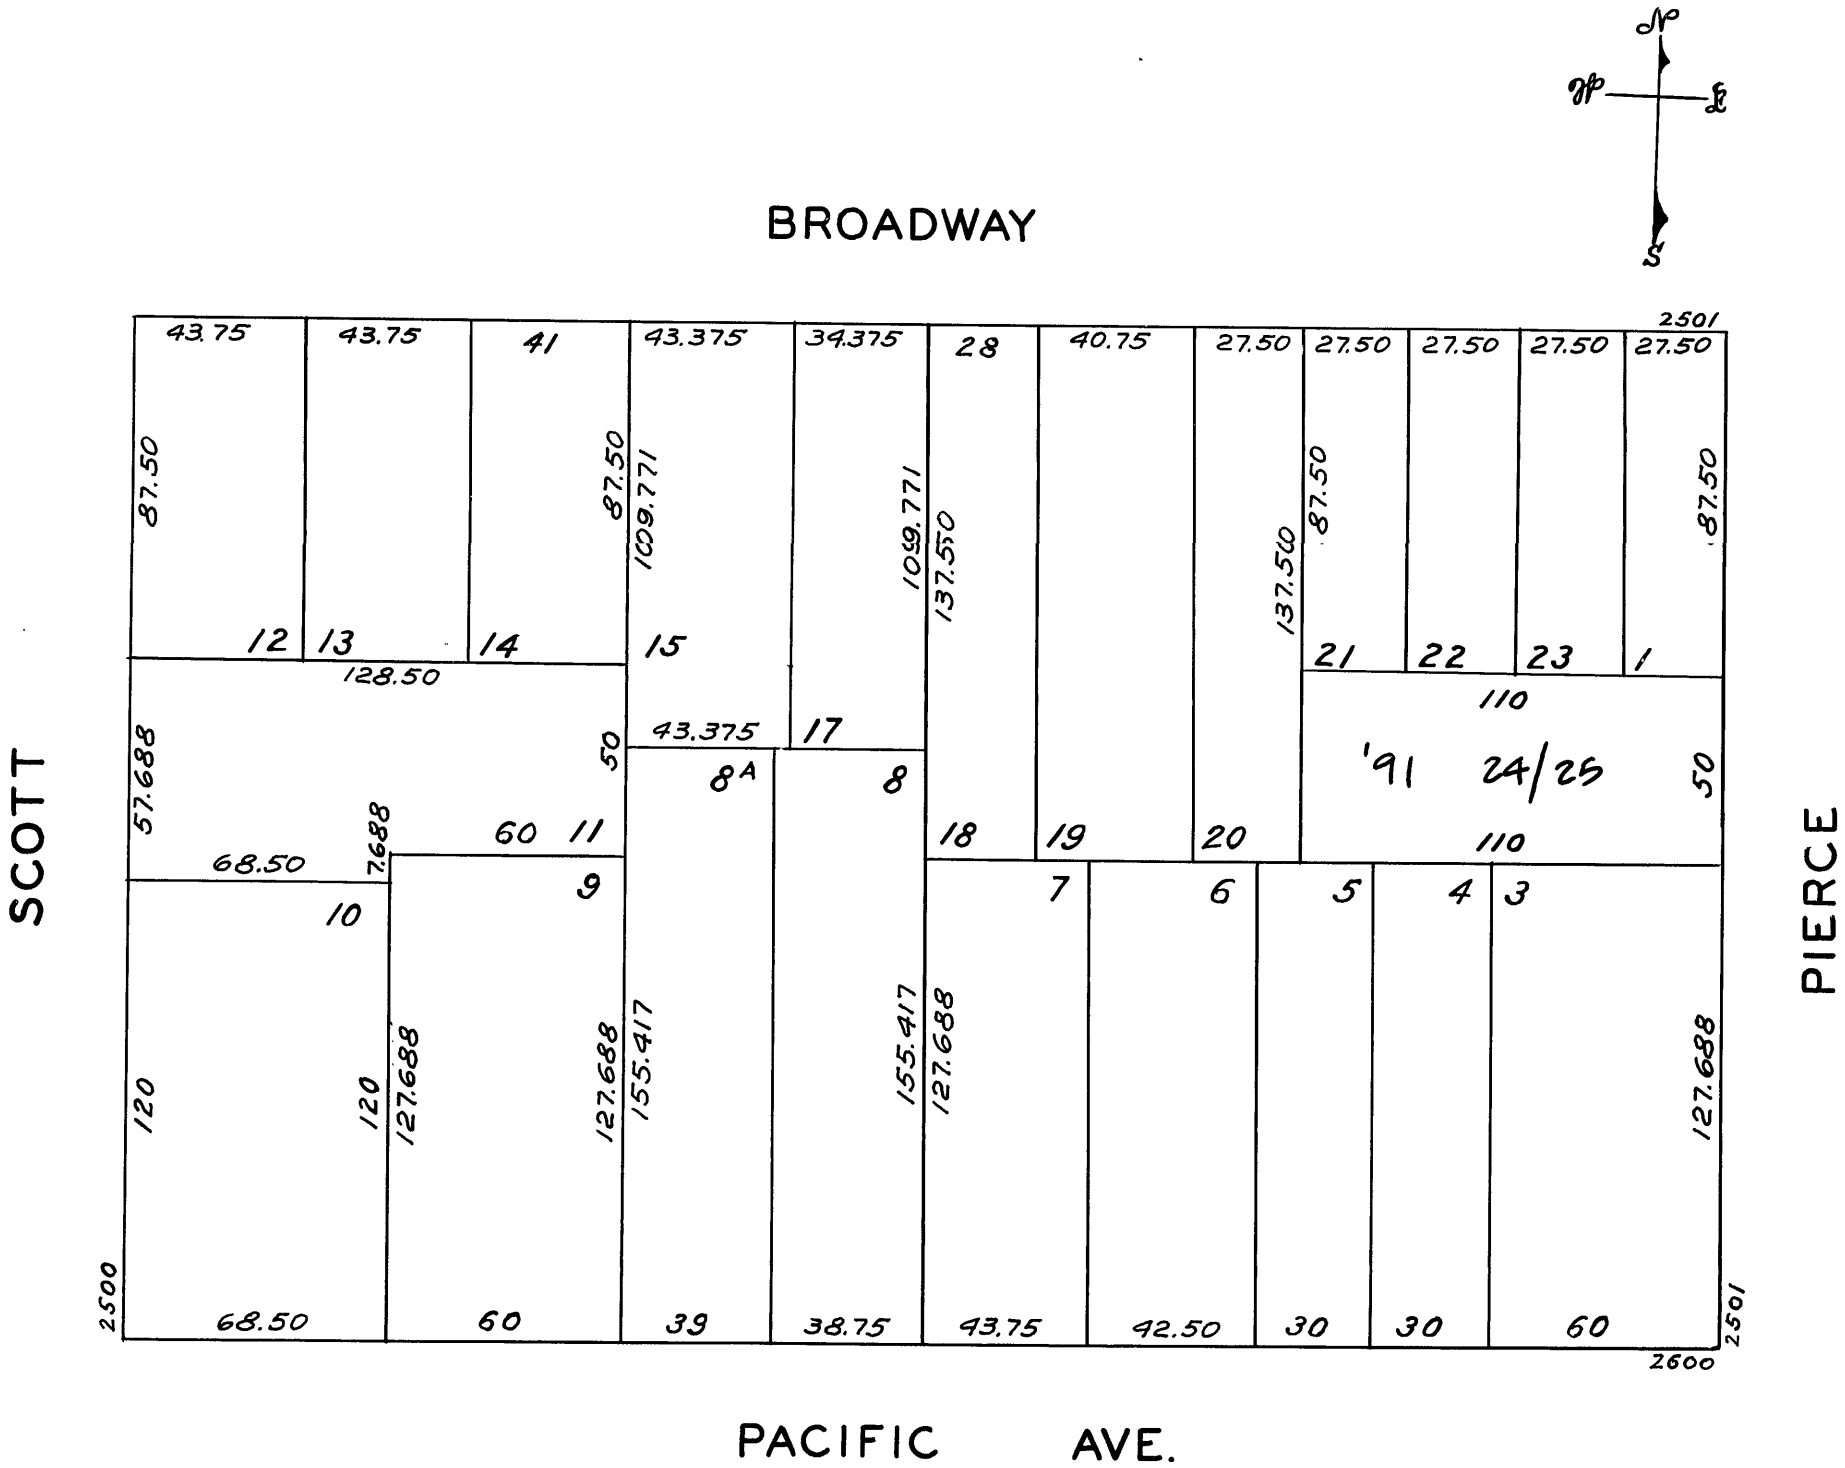 N
W E
S
BROADWAY
2501
43.75 43.75 41 43.375 34.375 28 40.75 27.50 27.50 27.50 27.50 27.50
87.50 87.50 109.771 109.771 137.50 137.50 87.50 87.50
12 13 14 15 21 22 23 1
128.50 110
57.688 50 43.375 17 '91 24/25 50
8A 8
7.688 60 11 18 19 20 110
68.50
10 9 7 6 5 4 3
SCOTT
PIERCE
120 120 127.688 127.688 155.417 155.417 127.688 127.688
2500 2501
68.50 60 39 38.75 43.75 42.50 30 30 60
2600
PACIFIC AVE.